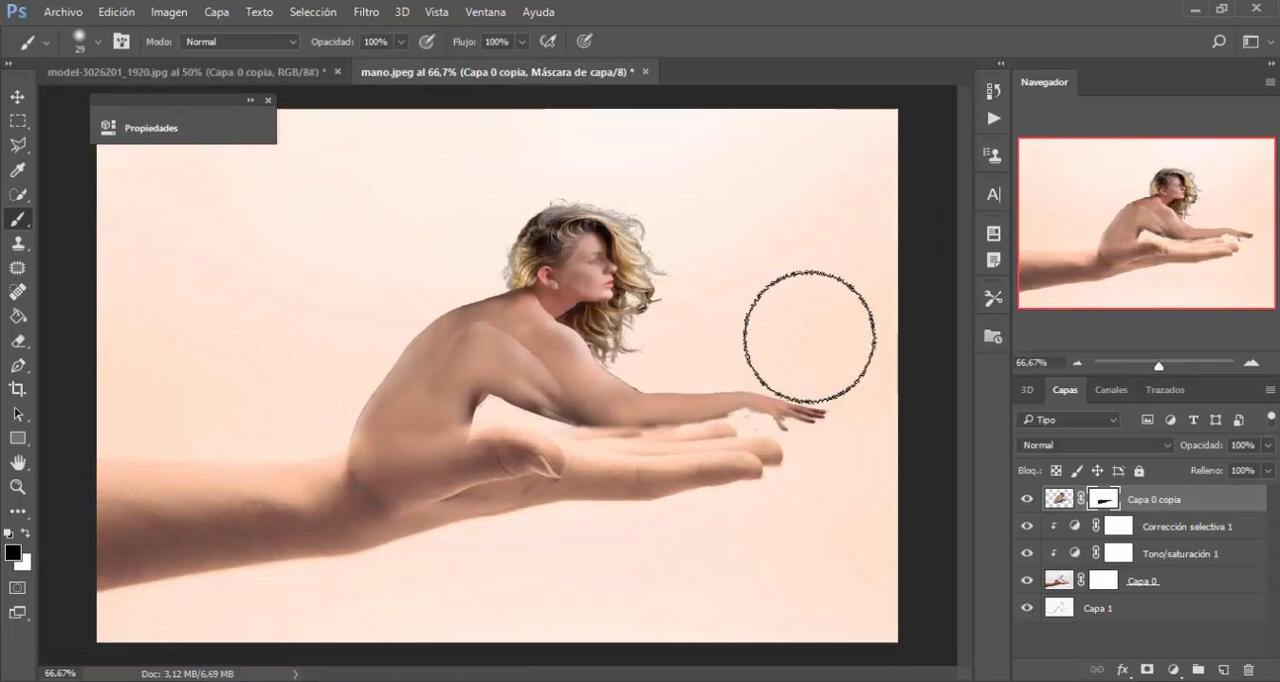 Ps Archivo Edición Imagen Capa Texto Selección Filtro 3D Vista Ventana Ayuda
29 Modo: Normal Opacidad: 100% Flujo: 100%
model-3026201_1920.jpg al 50% (Capa 0 copia, RGB/8#) * × mano.jpeg al 66,7% (Capa 0 copia, Máscara de capa/8) * ×
Propiedades
Navegador
66,67%
3D Capas Canales Trazados
Tipo
Normal Opacidad: 100%
Bloq.: Relleno: 100%
Capa 0 copia
Corrección selectiva 1
Tono/saturación 1
Capa 0
Capa 1
fx
66,67% Doc: 3,12 MB/6,69 MB